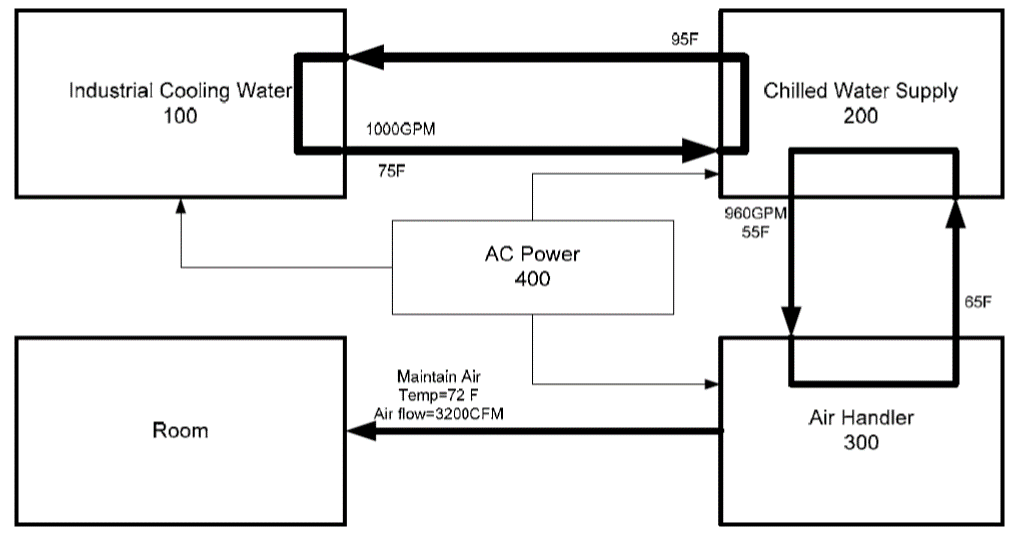 95F
Industrial Cooling Water
100
Chilled Water Supply
200
1000GPM
75F
960GPM
55F
AC Power
400
65F
Maintain Air
Temp=72 F
Air flow=3200CFM
Room
Air Handler
300